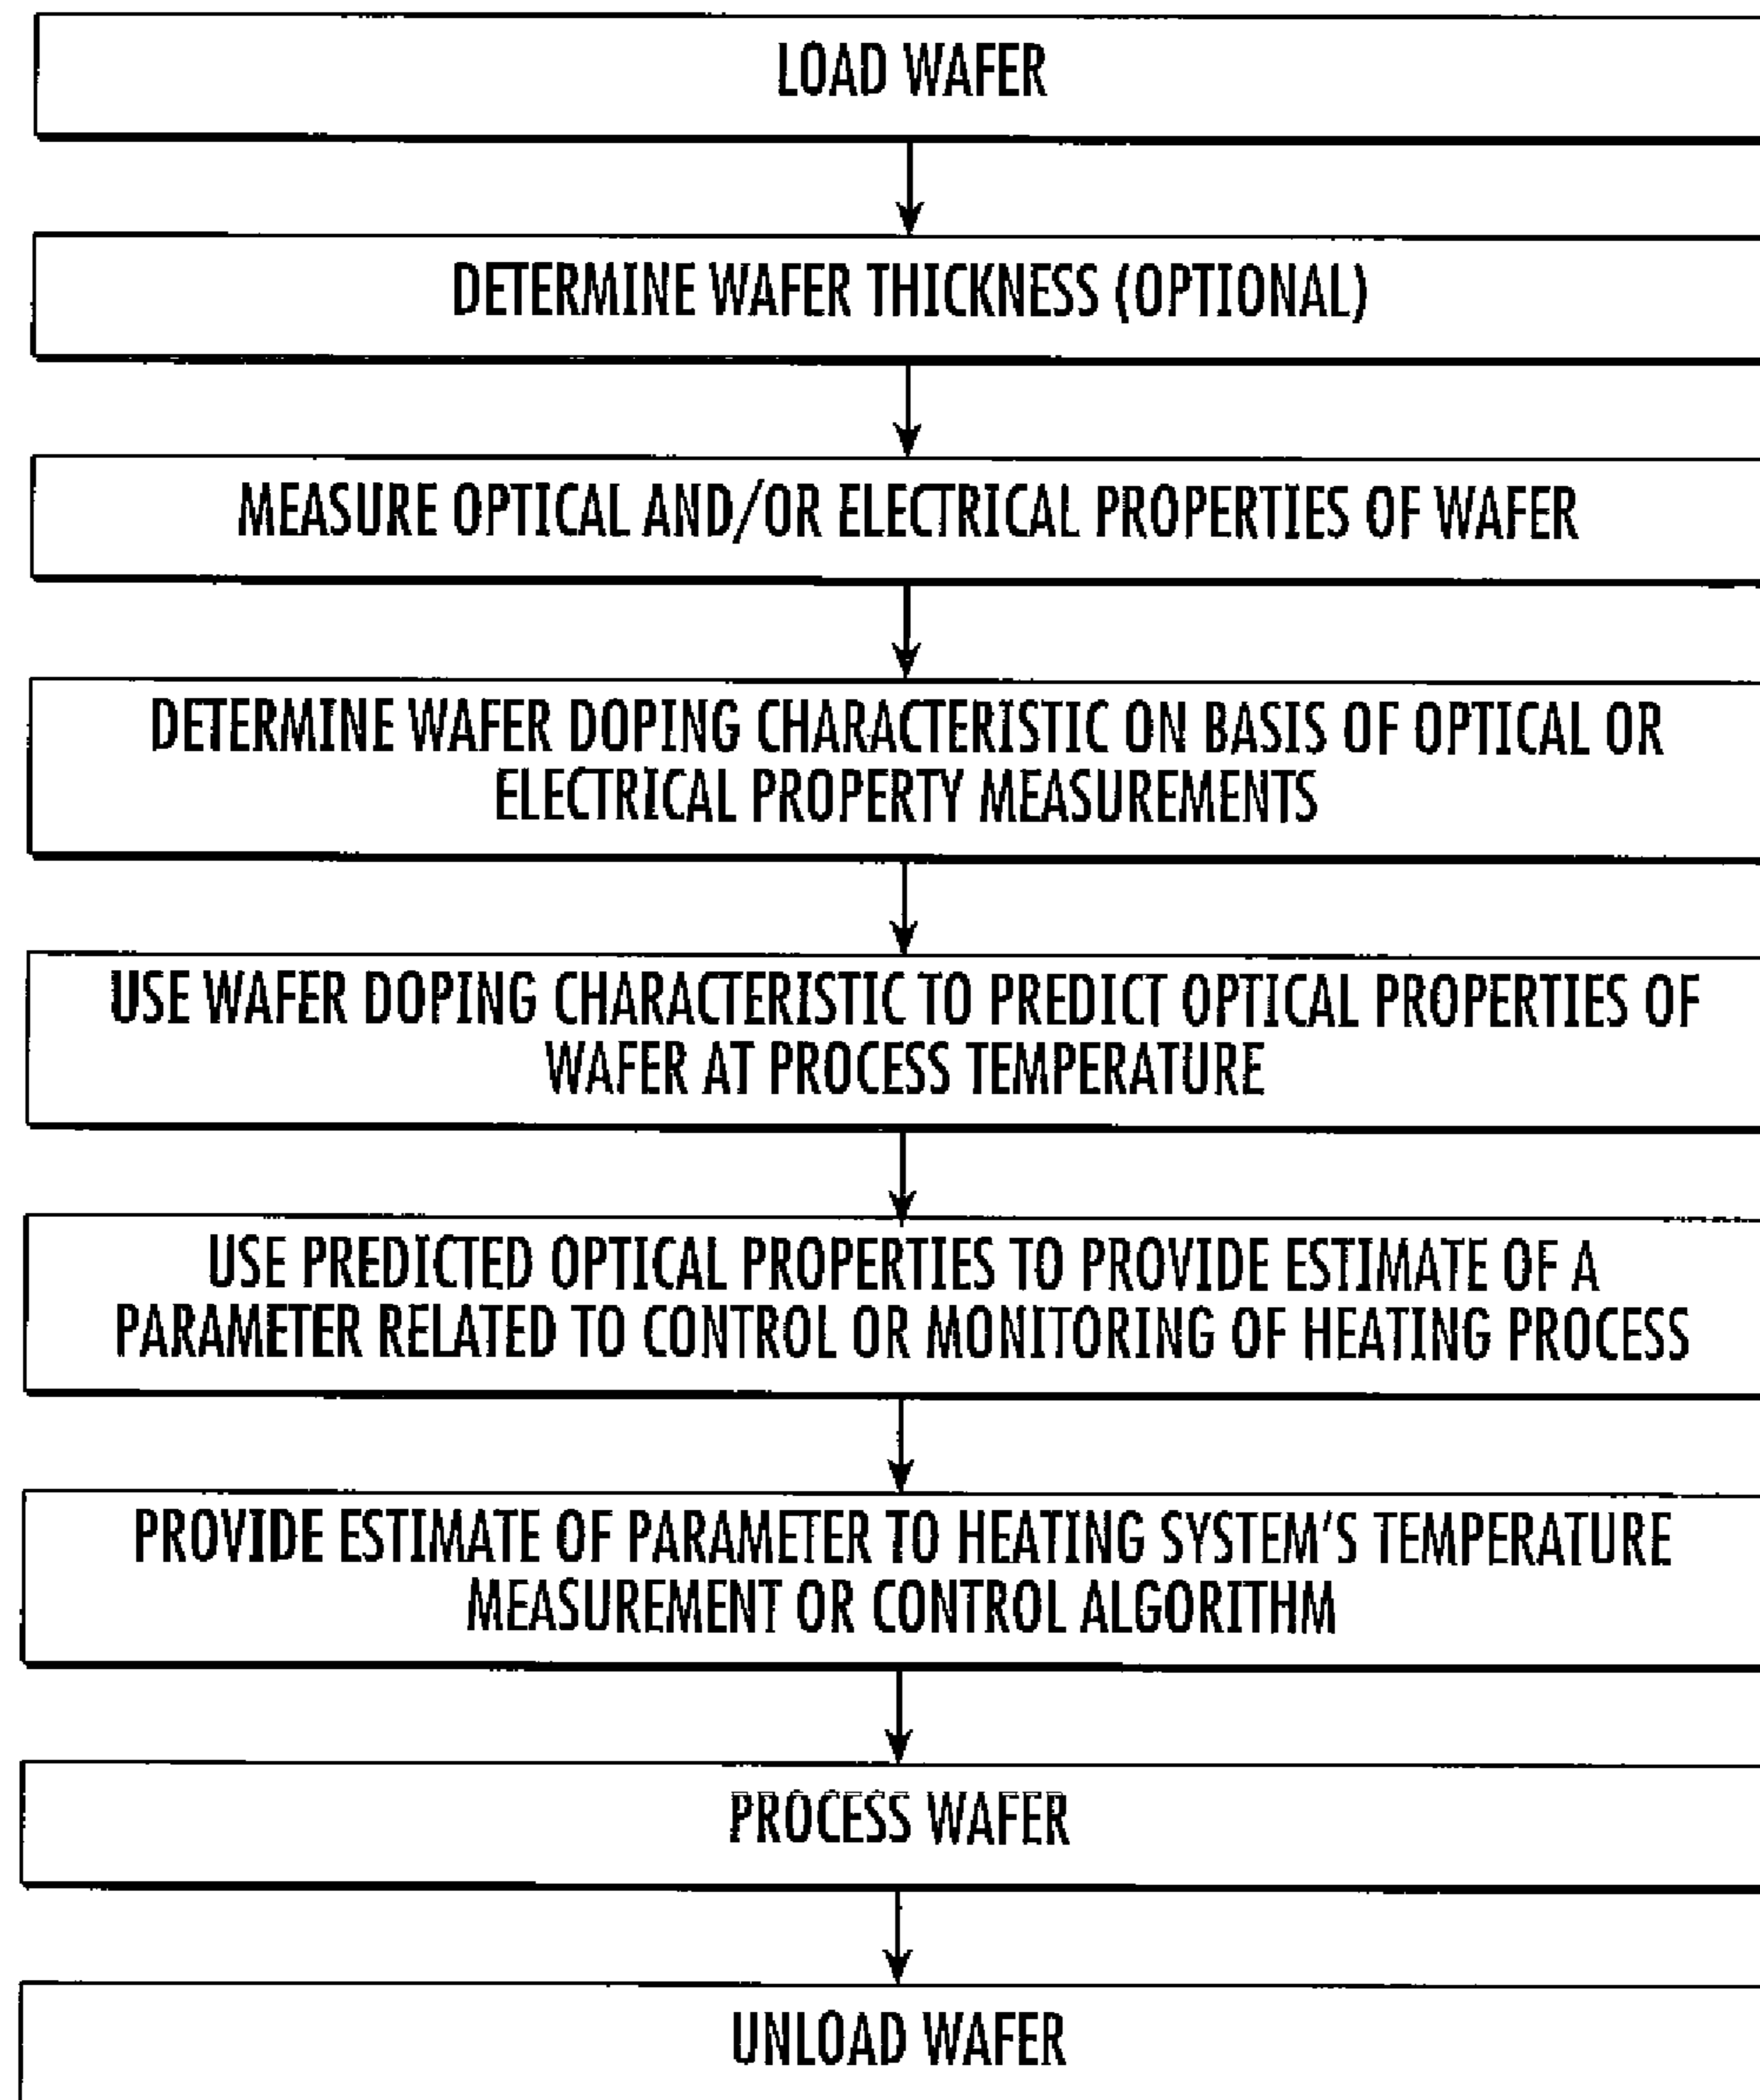 LOAD WAFER
DETERMINE WAFER THICKNESS (OPTIONAL)
MEASURE OPTICAL AND/OR ELECTRICAL PROPERTIES OF WAFER
DETERMINE WAFER DOPING CHARACTERISTIC ON BASIS OF OPTICAL OR
ELECTRICAL PROPERTY MEASUREMENTS
USE WAFER DOPING CHARACTERISTIC TO PREDICT OPTICAL PROPERTIES OF
WAFER AT PROCESS TEMPERATURE
USE PREDICTED OPTICAL PROPERTIES TO PROVIDE ESTIMATE OF A
PARAMETER RELATED TO CONTROL OR MONITORING OF HEATING PROCESS
PROVIDE ESTIMATE OF PARAMETER TO HEATING SYSTEM'S TEMPERATURE
MEASUREMENT OR CONTROL ALGORITHM
PROCESS WAFER
UNLOAD WAFER